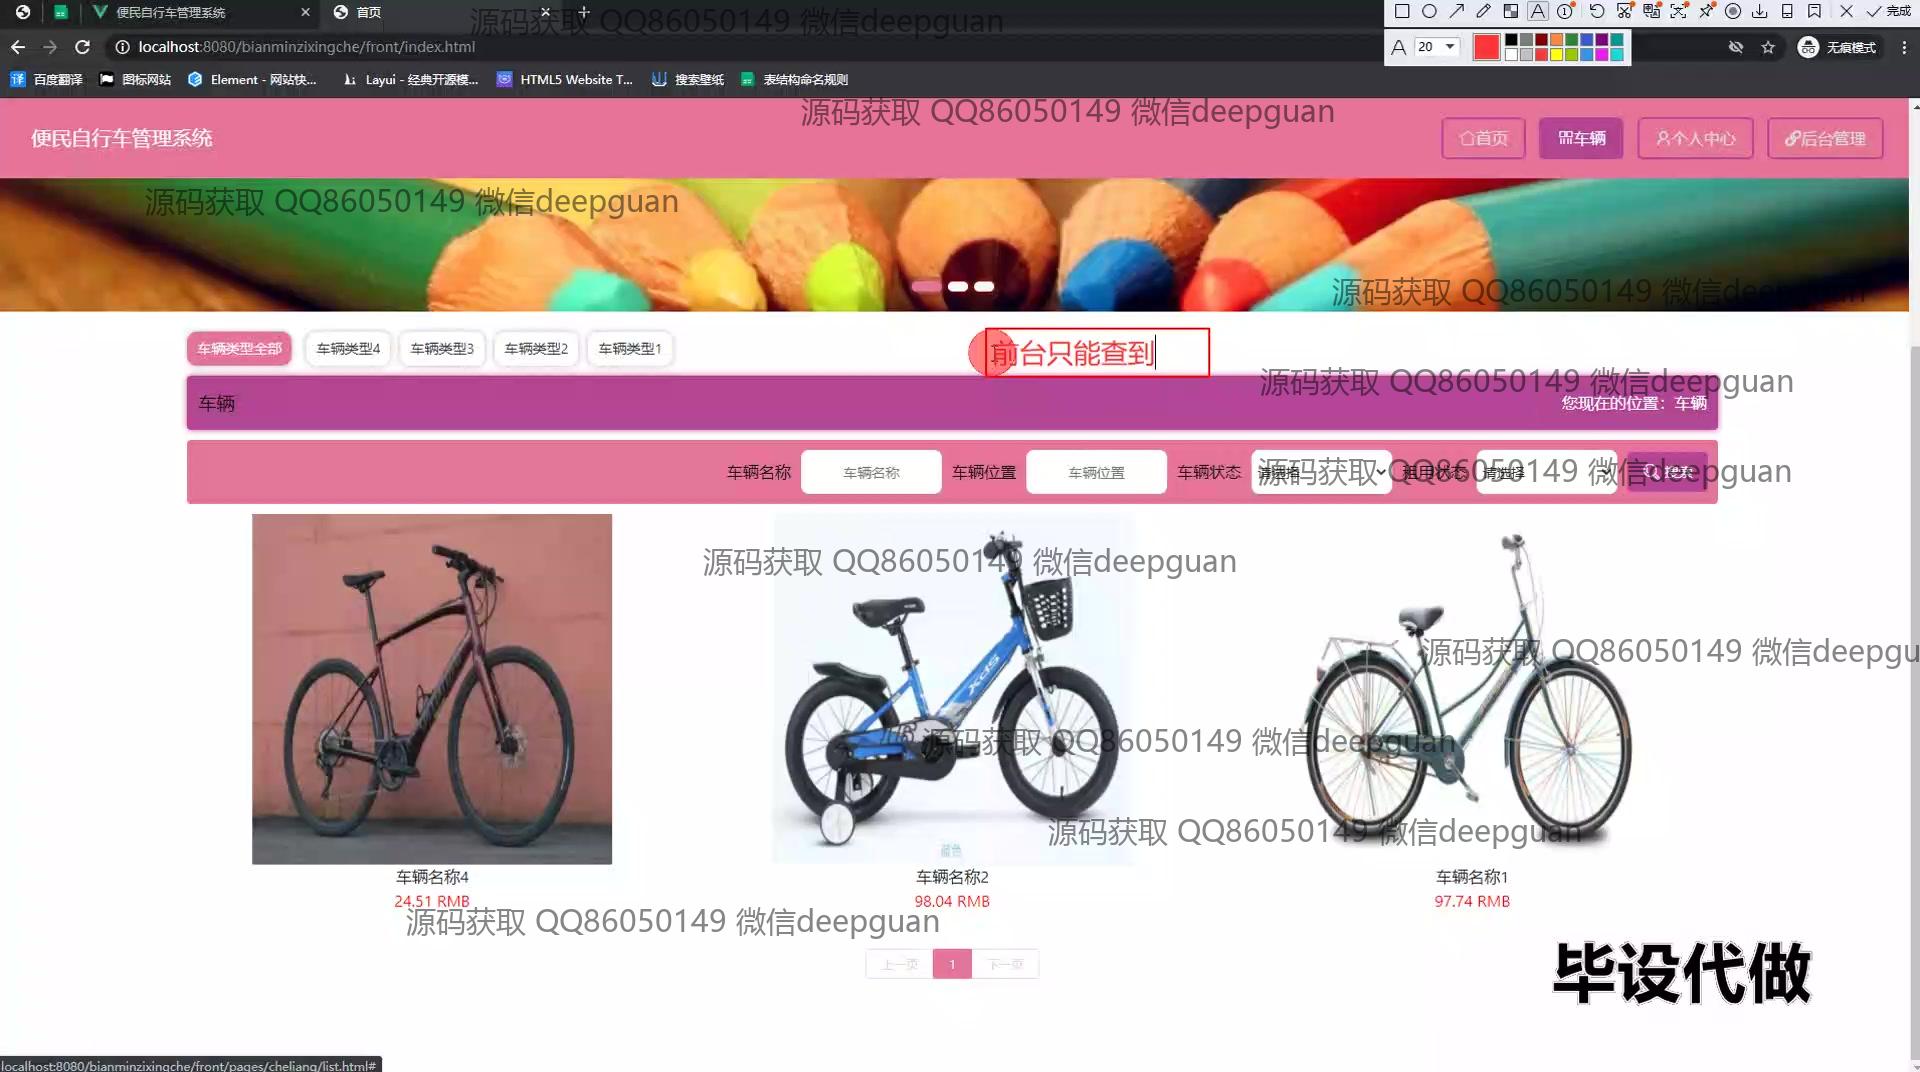 便民自行车管理系统
首页
完成
localhost:8080/bianminzixingche/front/index.html
A
20
无痕模式
百度翻译
图标网站
Element - 网站快...
Layui - 经典开源模...
HTML5 Website T...
搜索壁纸
表结构命名规则
源码获取 QQ86050149 微信deepguan
源码获取 QQ86050149 微信deepguan
便民自行车管理系统
首页
车辆
个人中心
后台管理
源码获取 QQ86050149 微信deepguan
源码获取 QQ86050149 微信deepguan
车辆类型全部
车辆类型4
车辆类型3
车辆类型2
车辆类型1
前台只能查到
源码获取 QQ86050149 微信deepguan
车辆
您现在的位置：车辆
车辆名称
车辆名称
车辆位置
车辆位置
车辆状态
请选择
租用状态
请选择
搜索
源码获取 QQ86050149 微信deepguan
源码获取 QQ86050149 微信deepguan
源码获取 QQ86050149 微信deepgu
XDS
源码获取 QQ86050149 微信deepguan
源码获取 QQ86050149 微信deepguan
蓝色
车辆名称4
24.51 RMB
车辆名称2
98.04 RMB
车辆名称1
97.74 RMB
源码获取 QQ86050149 微信deepguan
上一页
1
下一页
毕设代做
localhost:8080/bianminzixingche/front/pages/cheliang/list.html#